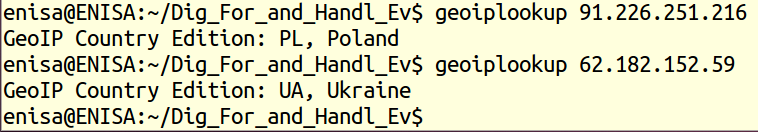 enisa@ENISA:~/Dig_For_and_Handl_Ev$ geoiplookup 91.226.251.216
GeoIP Country Edition: PL, Poland
enisa@ENISA:~/Dig_For_and_Handl_Ev$ geoiplookup 62.182.152.59
GeoIP Country Edition: UA, Ukraine
enisa@ENISA:~/Dig_For_and_Handl_Ev$